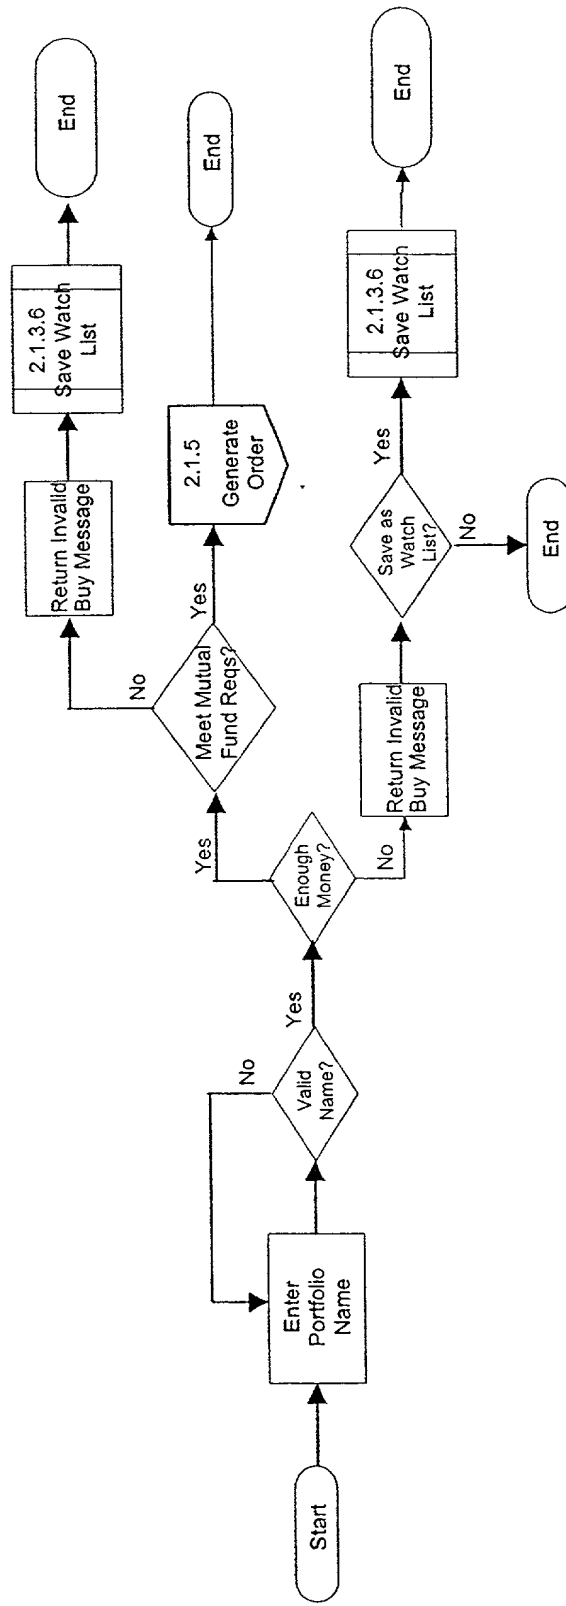 Start
Enter
Portfolio
Name
Valid
Name?
No
Yes
Enough
Money?
Yes
No
Meet Mutual
Fund Reqs?
No
Yes
Return Invalid
Buy Message
2.1.3.6
Save Watch
List
End
2.1.5
Generate
Order
End
Return Invalid
Buy Message
Save as
Watch
List?
Yes
No
2.1.3.6
Save Watch
List
End
End